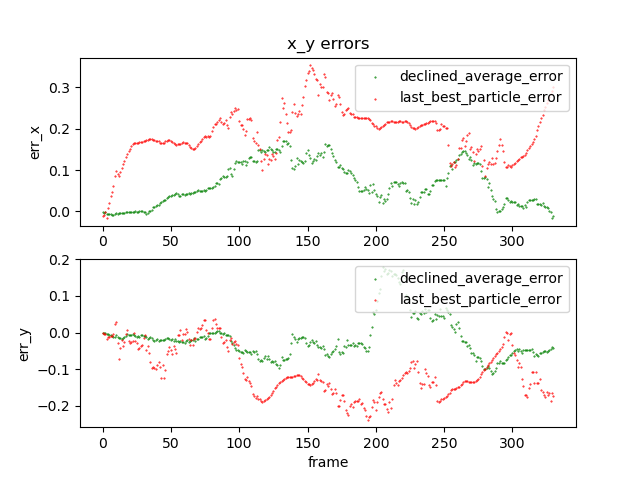 x_y errors
declined_average_error
last_best_particle_error
err_x
0.3
0.2
0.1
0.0
0 50 100 150 200 250 300
declined_average_error
last_best_particle_error
err_y
0.2
0.1
0.0
−0.1
−0.2
0 50 100 150 200 250 300
frame